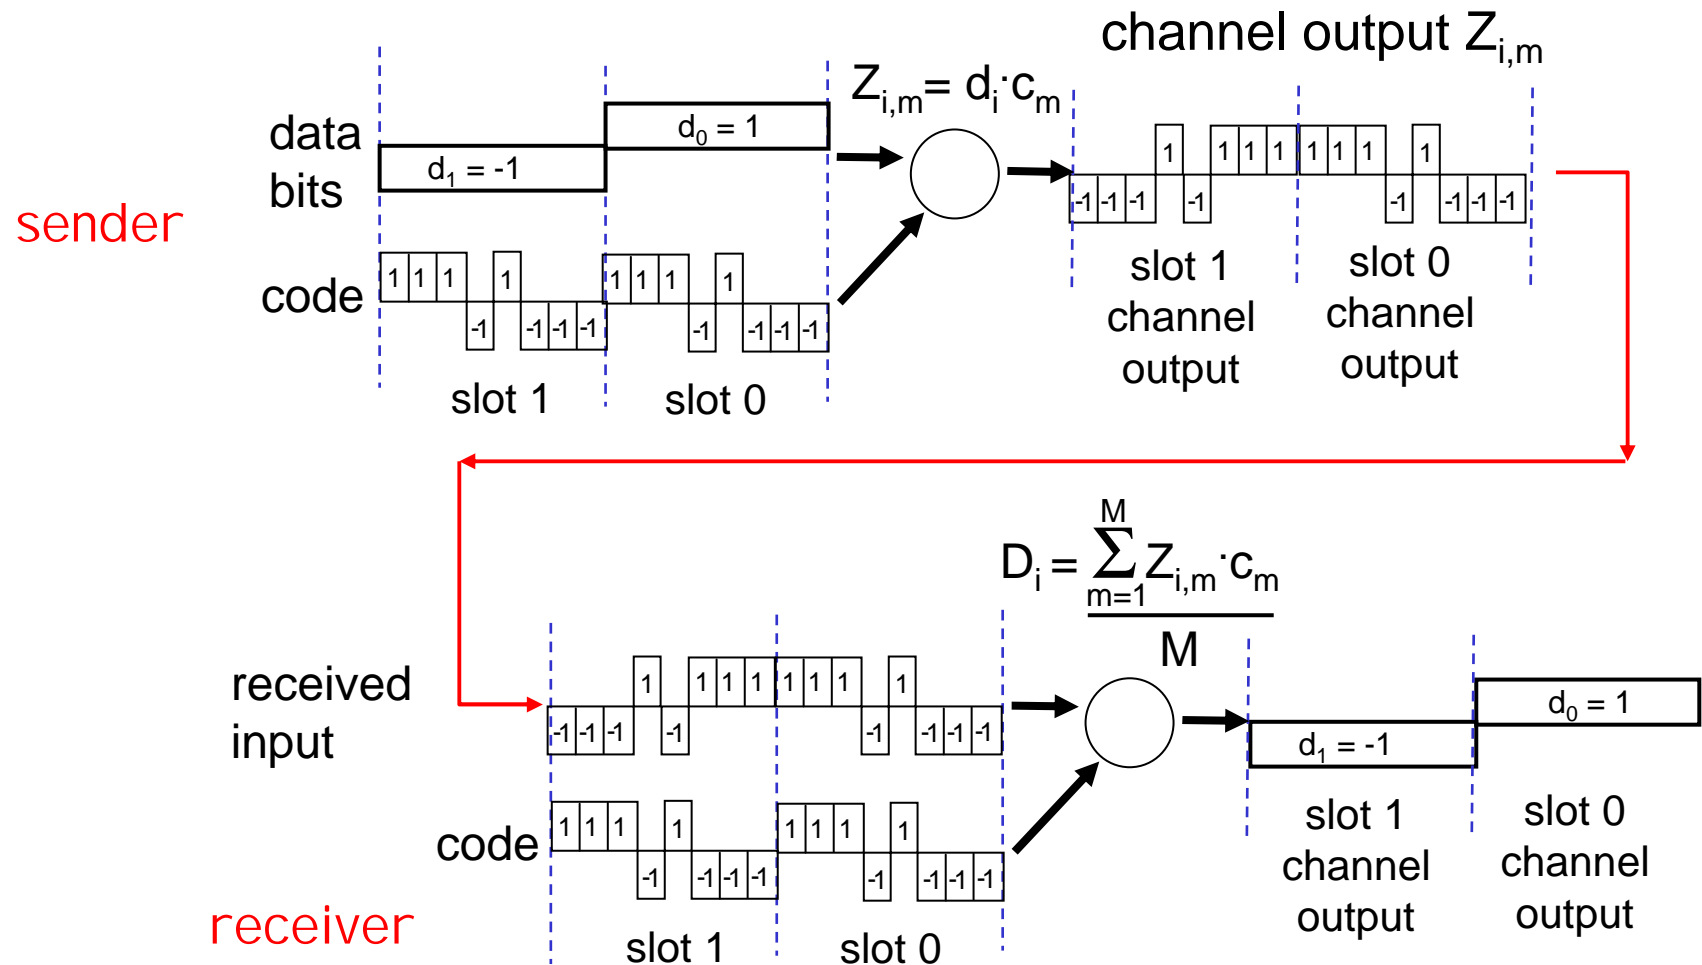 channel output Z_i,m
Z_i,m = d_i·c_m
data bits
d_0 = 1
d_1 = -1
sender
1 1 1 -1 1 -1 -1 -1 1 1 1 -1 1 -1 -1 -1
code
slot 1
slot 0
-1 -1 -1 1 -1 1 1 1 1 1 1 -1 1 -1 -1 -1
slot 1 channel output
slot 0 channel output
D_i = Σ_{m=1}^{M} Z_i,m·c_m / M
received input
-1 -1 -1 1 -1 1 1 1 1 1 1 -1 1 -1 -1 -1
code
1 1 1 -1 1 -1 -1 -1 1 1 1 -1 1 -1 -1 -1
receiver
slot 1
slot 0
d_0 = 1
d_1 = -1
slot 1 channel output
slot 0 channel output